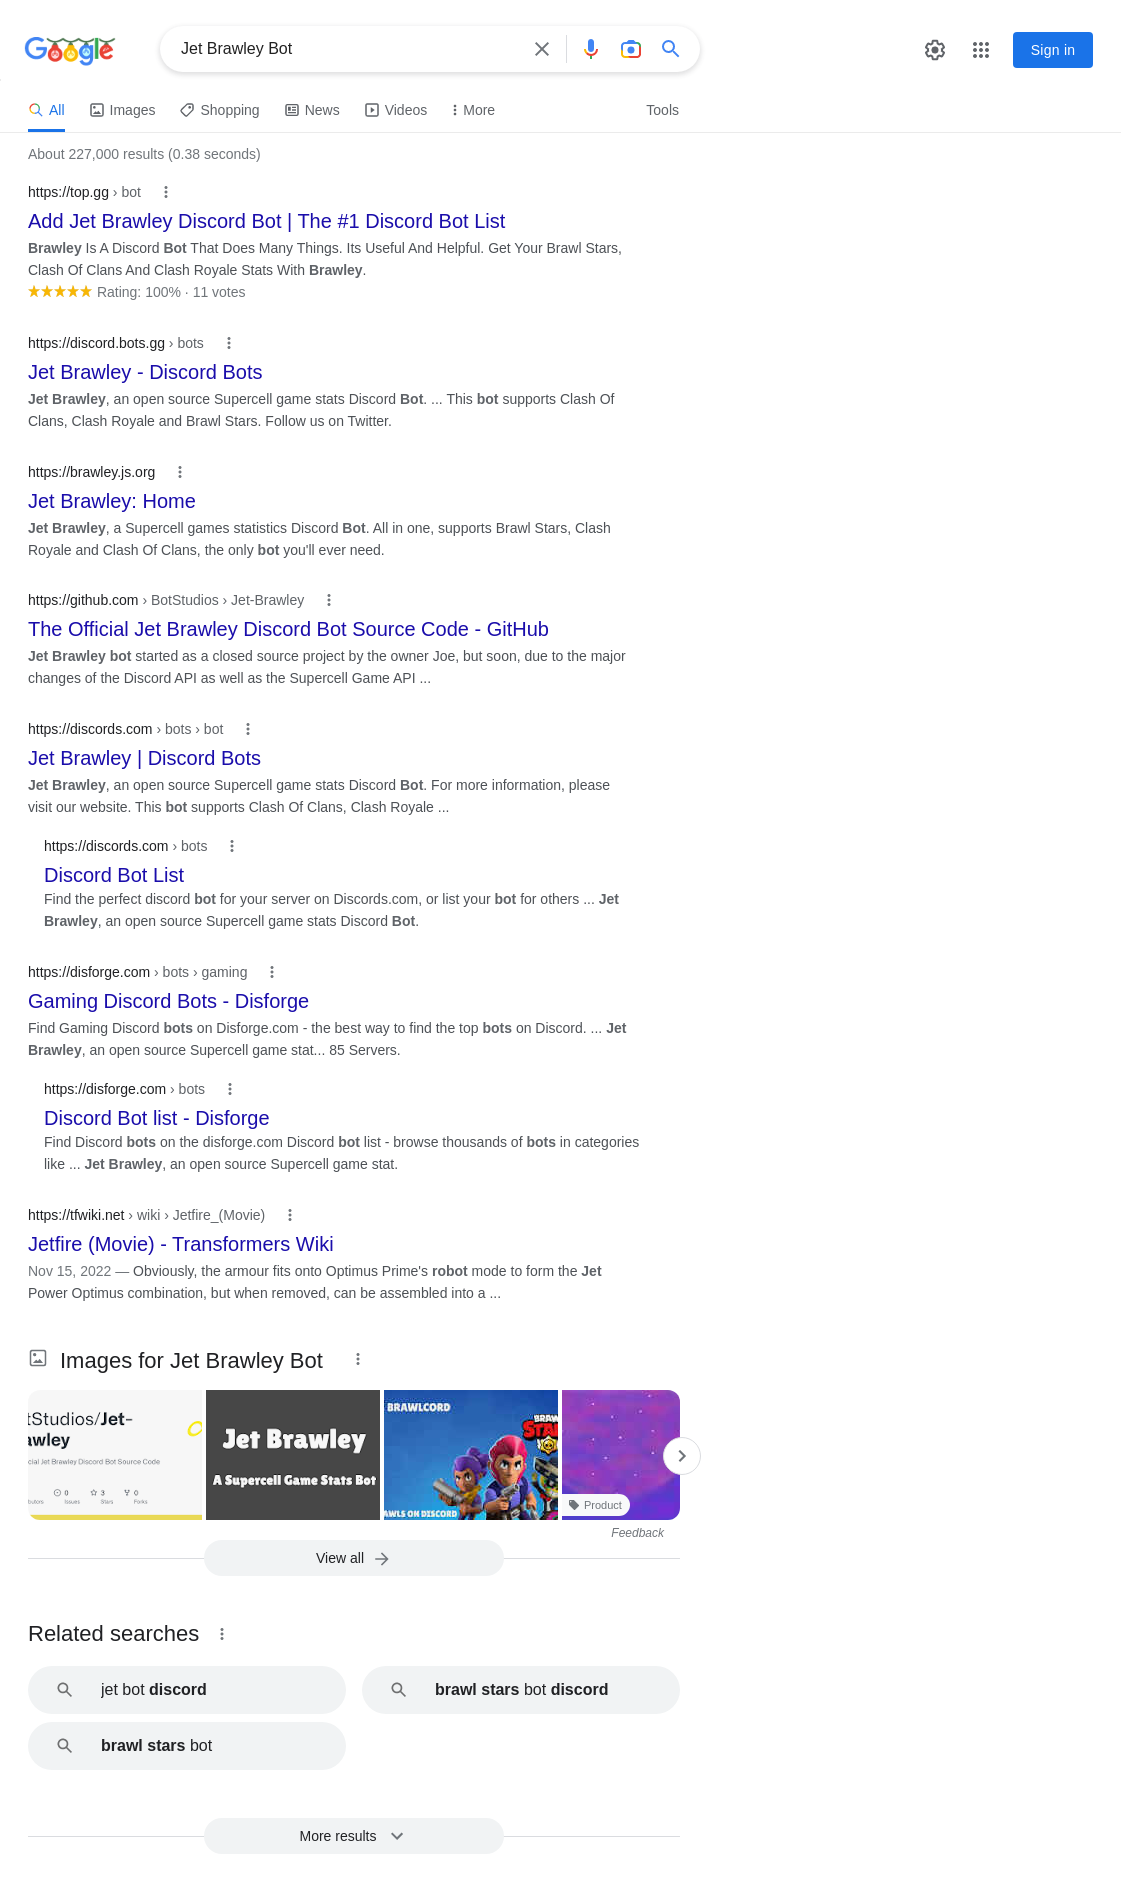 Google
Jet Brawley Bot
Sign in
All
Images
Shopping
News
Videos
More
Tools
About 227,000 results (0.38 seconds)
https://top.gg › bot
Add Jet Brawley Discord Bot | The #1 Discord Bot List
Brawley Is A Discord Bot That Does Many Things. Its Useful And Helpful. Get Your Brawl Stars,
Clash Of Clans And Clash Royale Stats With Brawley.
Rating: 100% · 11 votes
https://discord.bots.gg › bots
Jet Brawley - Discord Bots
Jet Brawley, an open source Supercell game stats Discord Bot. ... This bot supports Clash Of
Clans, Clash Royale and Brawl Stars. Follow us on Twitter.
https://brawley.js.org
Jet Brawley: Home
Jet Brawley, a Supercell games statistics Discord Bot. All in one, supports Brawl Stars, Clash
Royale and Clash Of Clans, the only bot you'll ever need.
https://github.com › BotStudios › Jet-Brawley
The Official Jet Brawley Discord Bot Source Code - GitHub
Jet Brawley bot started as a closed source project by the owner Joe, but soon, due to the major
changes of the Discord API as well as the Supercell Game API ...
https://discords.com › bots › bot
Jet Brawley | Discord Bots
Jet Brawley, an open source Supercell game stats Discord Bot. For more information, please
visit our website. This bot supports Clash Of Clans, Clash Royale ...
https://discords.com › bots
Discord Bot List
Find the perfect discord bot for your server on Discords.com, or list your bot for others ... Jet
Brawley, an open source Supercell game stats Discord Bot.
https://disforge.com › bots › gaming
Gaming Discord Bots - Disforge
Find Gaming Discord bots on Disforge.com - the best way to find the top bots on Discord. ... Jet
Brawley, an open source Supercell game stat... 85 Servers.
https://disforge.com › bots
Discord Bot list - Disforge
Find Discord bots on the disforge.com Discord bot list - browse thousands of bots in categories
like ... Jet Brawley, an open source Supercell game stat.
https://tfwiki.net › wiki › Jetfire_(Movie)
Jetfire (Movie) - Transformers Wiki
Nov 15, 2022 — Obviously, the armour fits onto Optimus Prime's robot mode to form the Jet
Power Optimus combination, but when removed, can be assembled into a ...
Images for Jet Brawley Bot
tStudios/Jet-
awley
cial Jet Brawley Discord Bot Source Code
0 3 0
butors Issues Stars Forks
Jet Brawley
A Supercell Game Stats Bot
BRAWLCORD
BRAW
STA
AWLS ON DISCORD
Product
Feedback
View all
Related searches
jet bot discord
brawl stars bot discord
brawl stars bot
More results